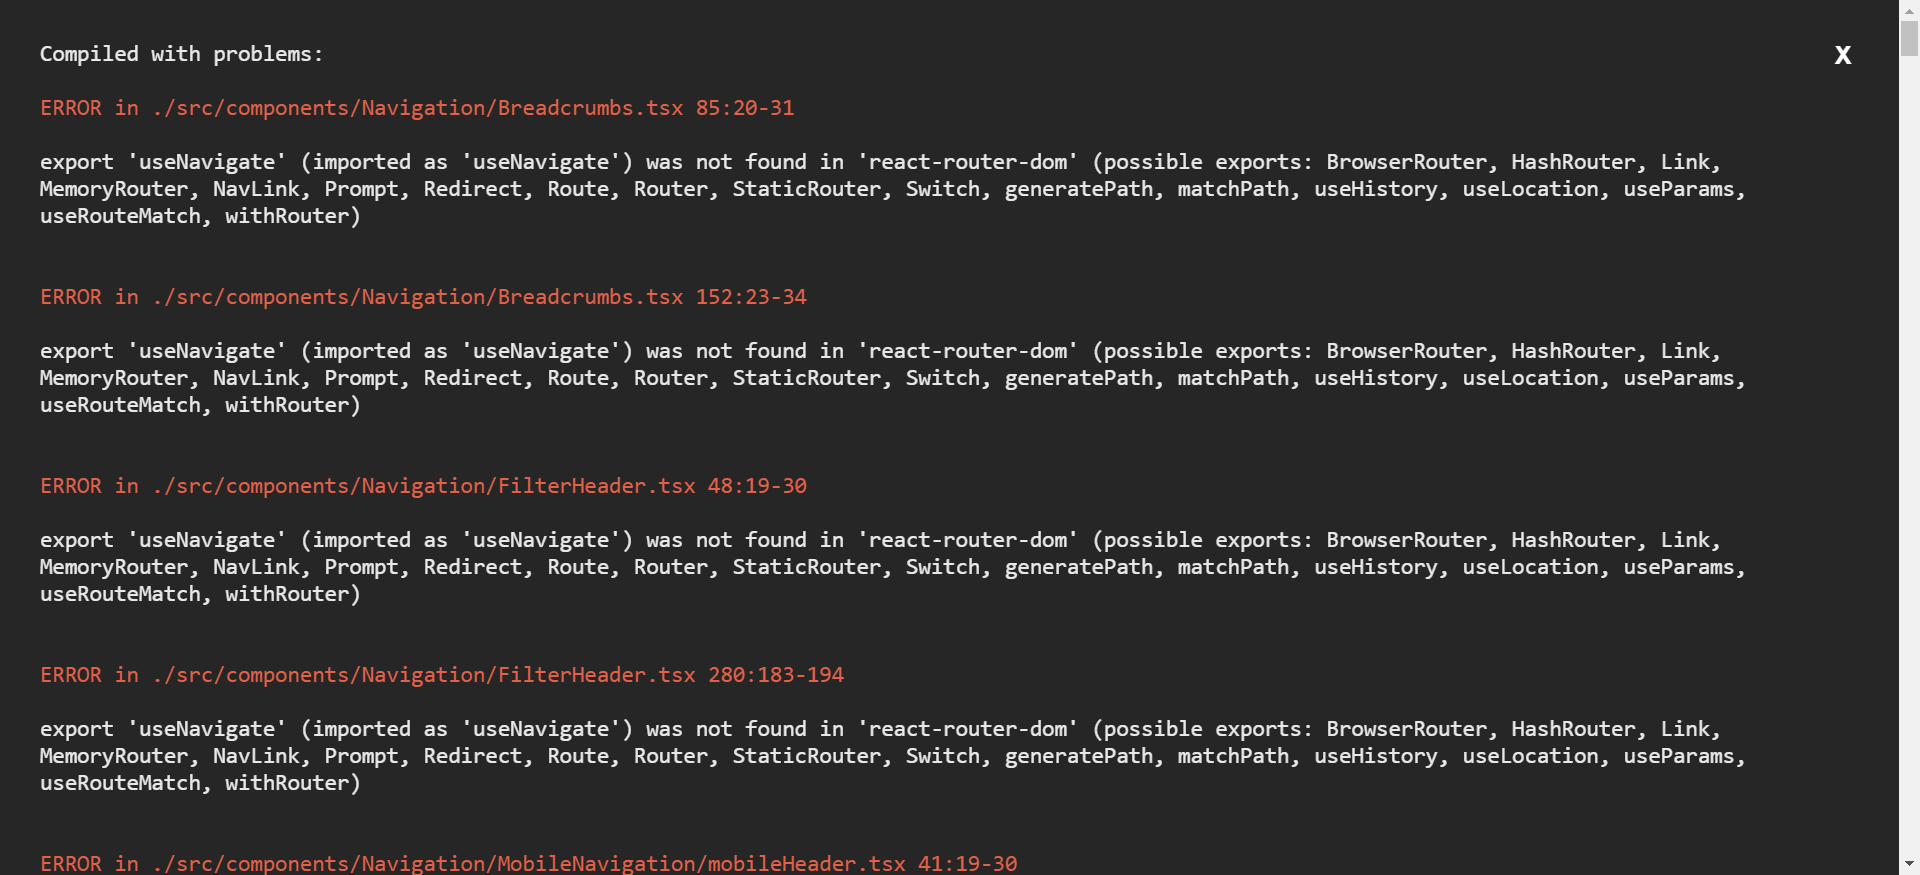 Compiled with problems:
X
ERROR in ./src/components/Navigation/Breadcrumbs.tsx 85:20-31
export 'useNavigate' (imported as 'useNavigate') was not found in 'react-router-dom' (possible exports: BrowserRouter, HashRouter, Link,
MemoryRouter, NavLink, Prompt, Redirect, Route, Router, StaticRouter, Switch, generatePath, matchPath, useHistory, useLocation, useParams,
useRouteMatch, withRouter)
ERROR in ./src/components/Navigation/Breadcrumbs.tsx 152:23-34
export 'useNavigate' (imported as 'useNavigate') was not found in 'react-router-dom' (possible exports: BrowserRouter, HashRouter, Link,
MemoryRouter, NavLink, Prompt, Redirect, Route, Router, StaticRouter, Switch, generatePath, matchPath, useHistory, useLocation, useParams,
useRouteMatch, withRouter)
ERROR in ./src/components/Navigation/FilterHeader.tsx 48:19-30
export 'useNavigate' (imported as 'useNavigate') was not found in 'react-router-dom' (possible exports: BrowserRouter, HashRouter, Link,
MemoryRouter, NavLink, Prompt, Redirect, Route, Router, StaticRouter, Switch, generatePath, matchPath, useHistory, useLocation, useParams,
useRouteMatch, withRouter)
ERROR in ./src/components/Navigation/FilterHeader.tsx 280:183-194
export 'useNavigate' (imported as 'useNavigate') was not found in 'react-router-dom' (possible exports: BrowserRouter, HashRouter, Link,
MemoryRouter, NavLink, Prompt, Redirect, Route, Router, StaticRouter, Switch, generatePath, matchPath, useHistory, useLocation, useParams,
useRouteMatch, withRouter)
ERROR in ./src/components/Navigation/MobileNavigation/mobileHeader.tsx 41:19-30